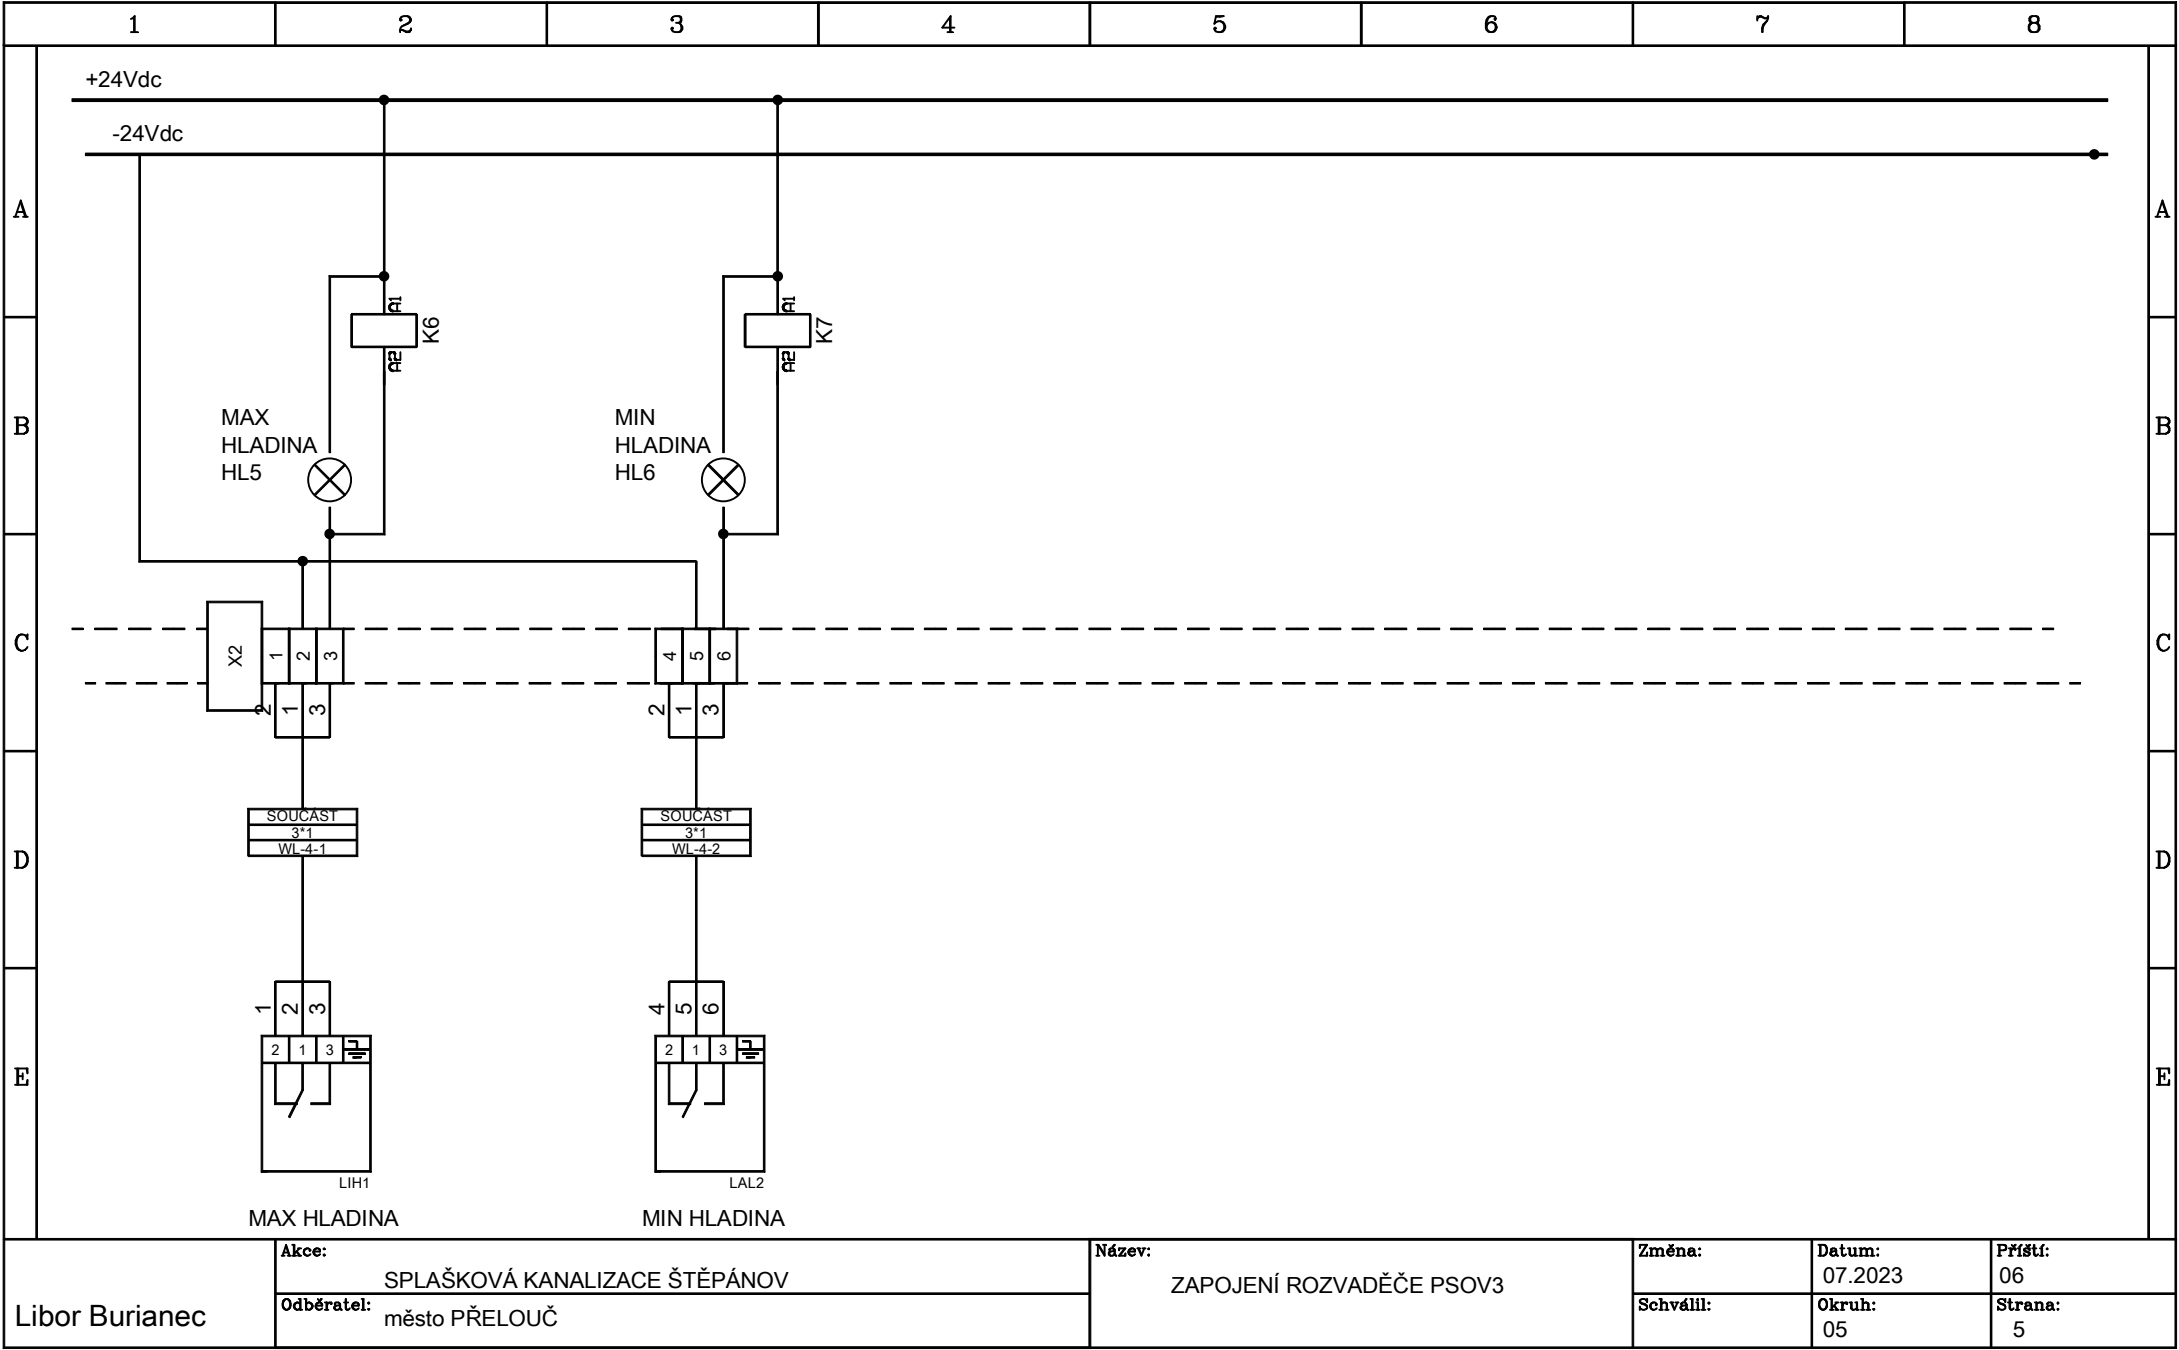 1 2 3 4 5 6 7 8
+24Vdc
-24Vdc
A A
A1 A1
K6 K7
A2 A2
B B
MAX
HLADINA
HL5
MIN
HLADINA
HL6
C C
X2 1 2 3 4 5 6
2 1 3 2 1 3
SOUČÁST SOUČÁST
3*1 3*1
WL-4-1 WL-4-2
D D
1 2 3 4 5 6
2 1 3 2 1 3
E E
LIH1 LAL2
MAX HLADINA MIN HLADINA
Libor Burianec
Akce:
SPLAŠKOVÁ KANALIZACE ŠTĚPÁNOV
Odběratel: město PŘELOUČ
Název:
ZAPOJENÍ ROZVADĚČE PSOV3
Změna:
Schválil:
Datum:
07.2023
Okruh:
05
Příští:
06
Strana:
5